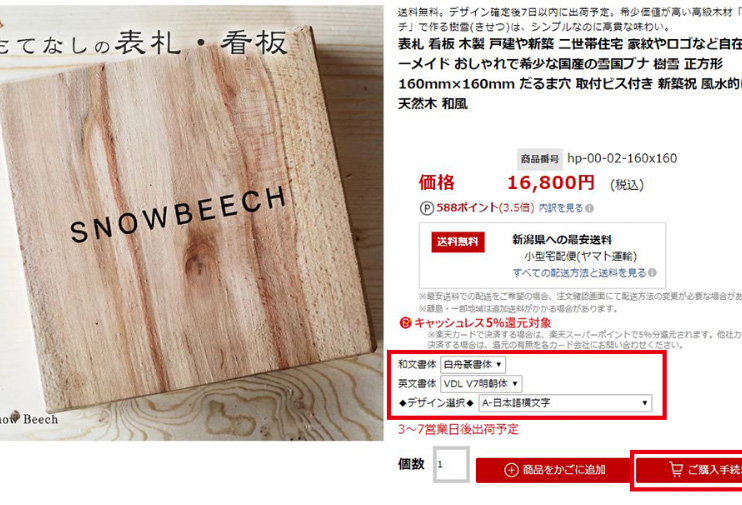 てなしの表札・看板
SNOWBEECH
now Beech
送料無料。デザイン確定後7日以内に出荷予定。希少価値が高い高級木材「
チ」で作る樹雪(きせつ)は、シンプルなのに高貴な味わい。
表札 看板 木製 戸建や新築 二世帯住宅 家紋やロゴなど自在
ーメイド おしゃれで希少な国産の雪国ブナ 樹雪 正方形
160mm×160mm だるま穴 取付ビス付き 新築祝 風水的に
天然木 和風
商品番号 hp-00-02-160x160
価格 16,800円 (税込)
P 588ポイント(3.5倍) 内訳を見る
送料無料 新潟県への最安送料
小型宅配便(ヤマト運輸)
すべての配送方法と送料を見る
※最安送料での配送をご希望の場合、注文確認画面にて配送方法の変更が必要な場合があ
※離島・一部地域は追加送料がかかる場合があります。
キャッシュレス5%還元対象
※楽天カードで決済する場合は、楽天スーパーポイントで5%分還元されます。他社カ
決済する場合は、還元の有無を各カード会社にお問い合わせください。
和文書体 白舟篆書体
英文書体 VDL V7明朝体
◆デザイン選択◆ A-日本語横文字
3～7営業日後出荷予定
個数 1 商品をかごに追加 ご購入手続